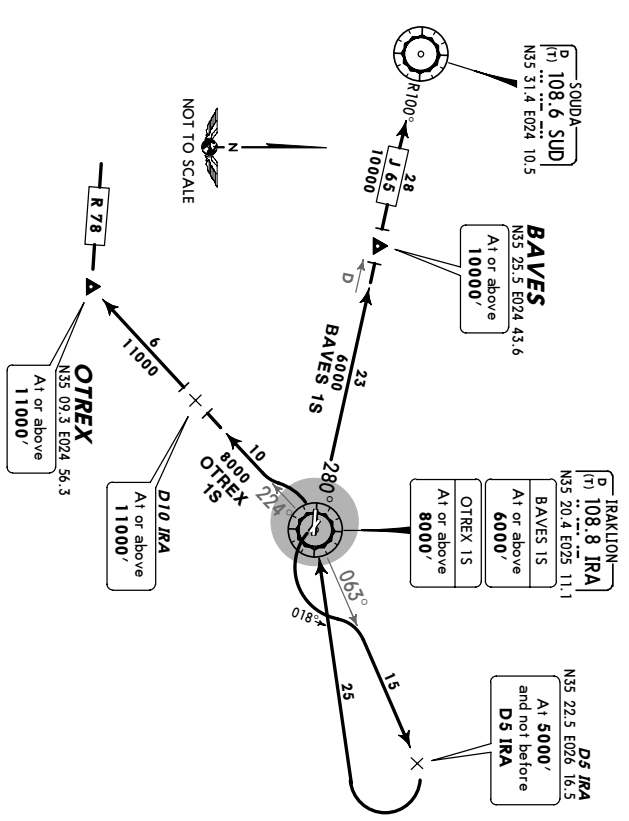 SOUDA
D
(T) 108.6 SUD
N35 31.4 E024 10.5
R100°
28
J 65
10000
BAVES
N35 25.5 E024 43.6
At or above
10000'
D
23
6000
BAVES 1S
280°
NOT TO SCALE
N
R 78
OTREX
N35 09.3 E024 56.3
At or above
11000'
6
11000
D10 IRA
At or above
11000'
10
8000
OTREX
1S
224°
IRAKLION
D
(T) 108.8 IRA
N35 20.4 E025 11.1
BAVES 1S
At or above
6000'
OTREX 1S
At or above
8000'
063°
018°
15
25
D5 IRA
N35 22.5 E026 16.5
At 5000'
and not before
D5 IRA